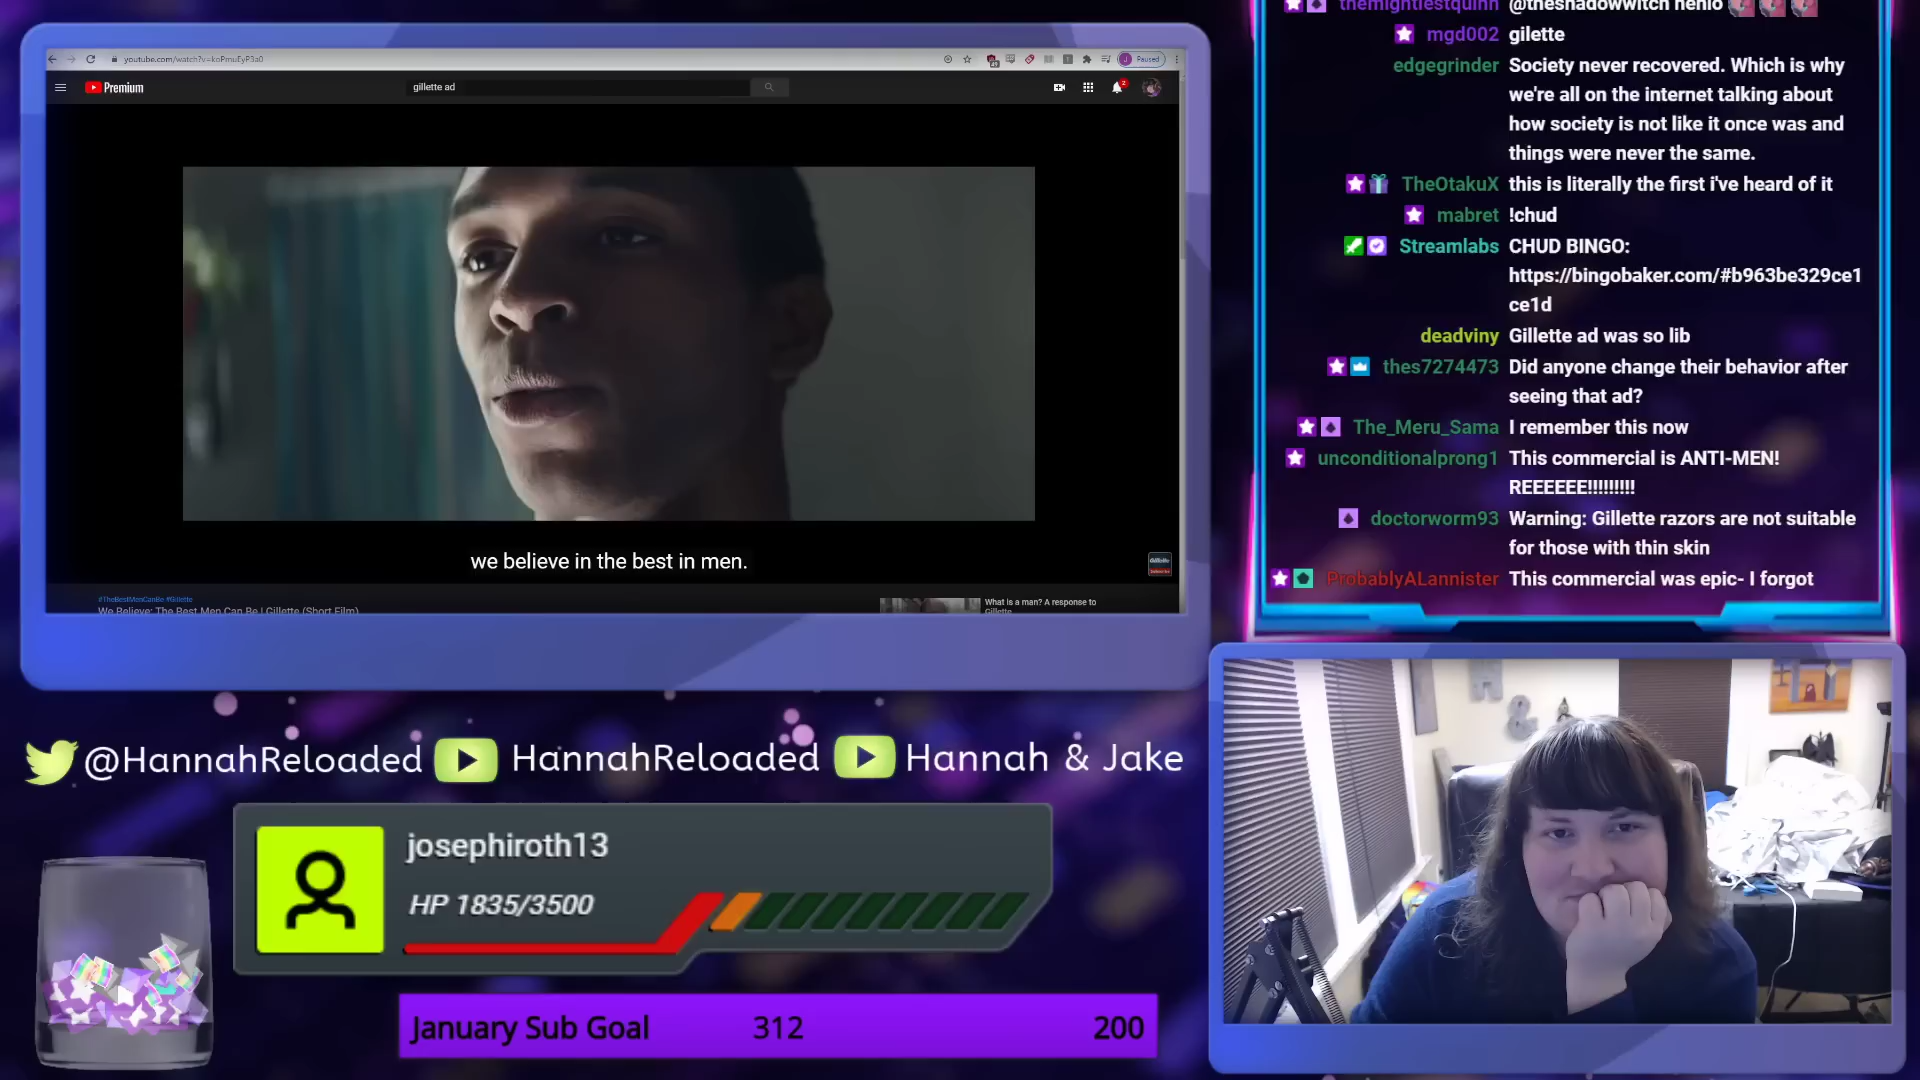 youtube.com/watch?v=koPmuEyP3a0
Paused
Premium
gillette ad
2
we believe in the best in men.
#TheBestMenCanBe #Gillette
We Believe: The Best Men Can Be | Gillette (Short Film)
What is a man? A response to
Gillette
themightiestquinn @theshadowwitch henlo
mgd002 gilette
edgegrinder Society never recovered. Which is why
we're all on the internet talking about
how society is not like it once was and
things were never the same.
TheOtakuX this is literally the first i've heard of it
mabret !chud
Streamlabs CHUD BINGO:
https://bingobaker.com/#b963be329ce1
ce1d
deadviny Gillette ad was so lib
thes7274473 Did anyone change their behavior after
seeing that ad?
The_Meru_Sama I remember this now
unconditionalprong1 This commercial is ANTI-MEN!
REEEEEE!!!!!!!!!
doctorworm93 Warning: Gillette razors are not suitable
for those with thin skin
ProbablyALannister This commercial was epic- I forgot
@HannahReloaded HannahReloaded Hannah & Jake
josephiroth13
HP 1835/3500
January Sub Goal 312 200
&